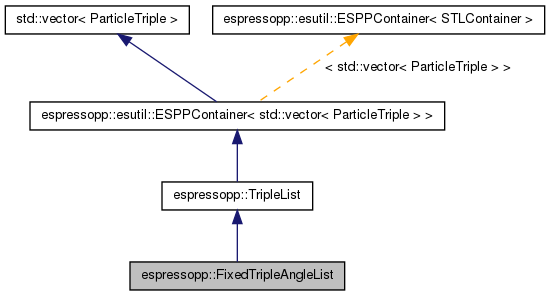 std::vector< ParticleTriple >
espressopp::esutil::ESPPContainer< STLContainer >
< std::vector< ParticleTriple > >
espressopp::esutil::ESPPContainer< std::vector< ParticleTriple > >
espressopp::TripleList
espressopp::FixedTripleAngleList